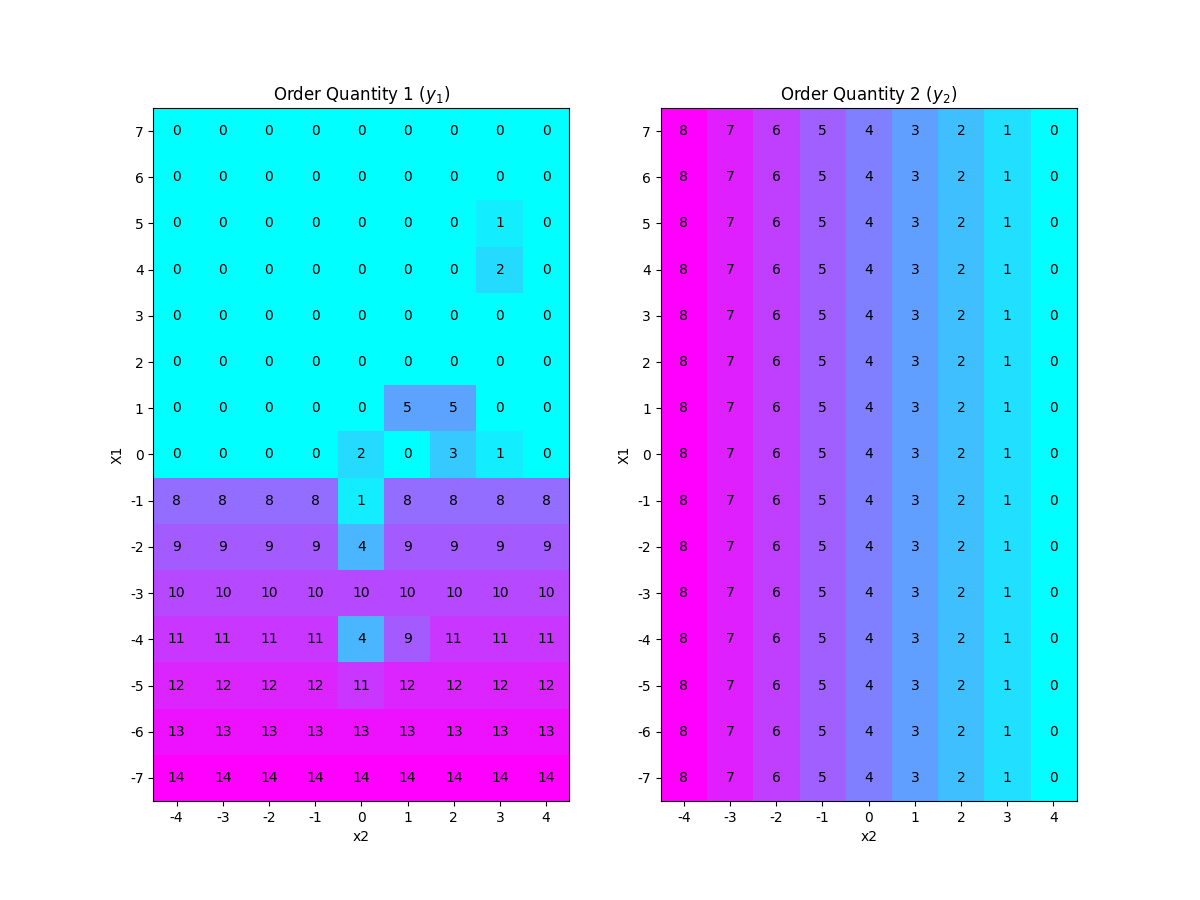 Order Quantity 1 (y₁)
7 0 0 0 0 0 0 0 0 0
6 0 0 0 0 0 0 0 0 0
5 0 0 0 0 0 0 0 1 0
4 0 0 0 0 0 0 0 2 0
3 0 0 0 0 0 0 0 0 0
2 0 0 0 0 0 0 0 0 0
1 0 0 0 0 0 5 5 0 0
0 0 0 0 0 2 0 3 1 0
-1 8 8 8 8 1 8 8 8 8
-2 9 9 9 9 4 9 9 9 9
-3 10 10 10 10 10 10 10 10 10
-4 11 11 11 11 4 9 11 11 11
-5 12 12 12 12 11 12 12 12 12
-6 13 13 13 13 13 13 13 13 13
-7 14 14 14 14 14 14 14 14 14
-4 -3 -2 -1 0 1 2 3 4
x2
X1
Order Quantity 2 (y₂)
7 8 7 6 5 4 3 2 1 0
6 8 7 6 5 4 3 2 1 0
5 8 7 6 5 4 3 2 1 0
4 8 7 6 5 4 3 2 1 0
3 8 7 6 5 4 3 2 1 0
2 8 7 6 5 4 3 2 1 0
1 8 7 6 5 4 3 2 1 0
0 8 7 6 5 4 3 2 1 0
-1 8 7 6 5 4 3 2 1 0
-2 8 7 6 5 4 3 2 1 0
-3 8 7 6 5 4 3 2 1 0
-4 8 7 6 5 4 3 2 1 0
-5 8 7 6 5 4 3 2 1 0
-6 8 7 6 5 4 3 2 1 0
-7 8 7 6 5 4 3 2 1 0
-4 -3 -2 -1 0 1 2 3 4
x2
X1